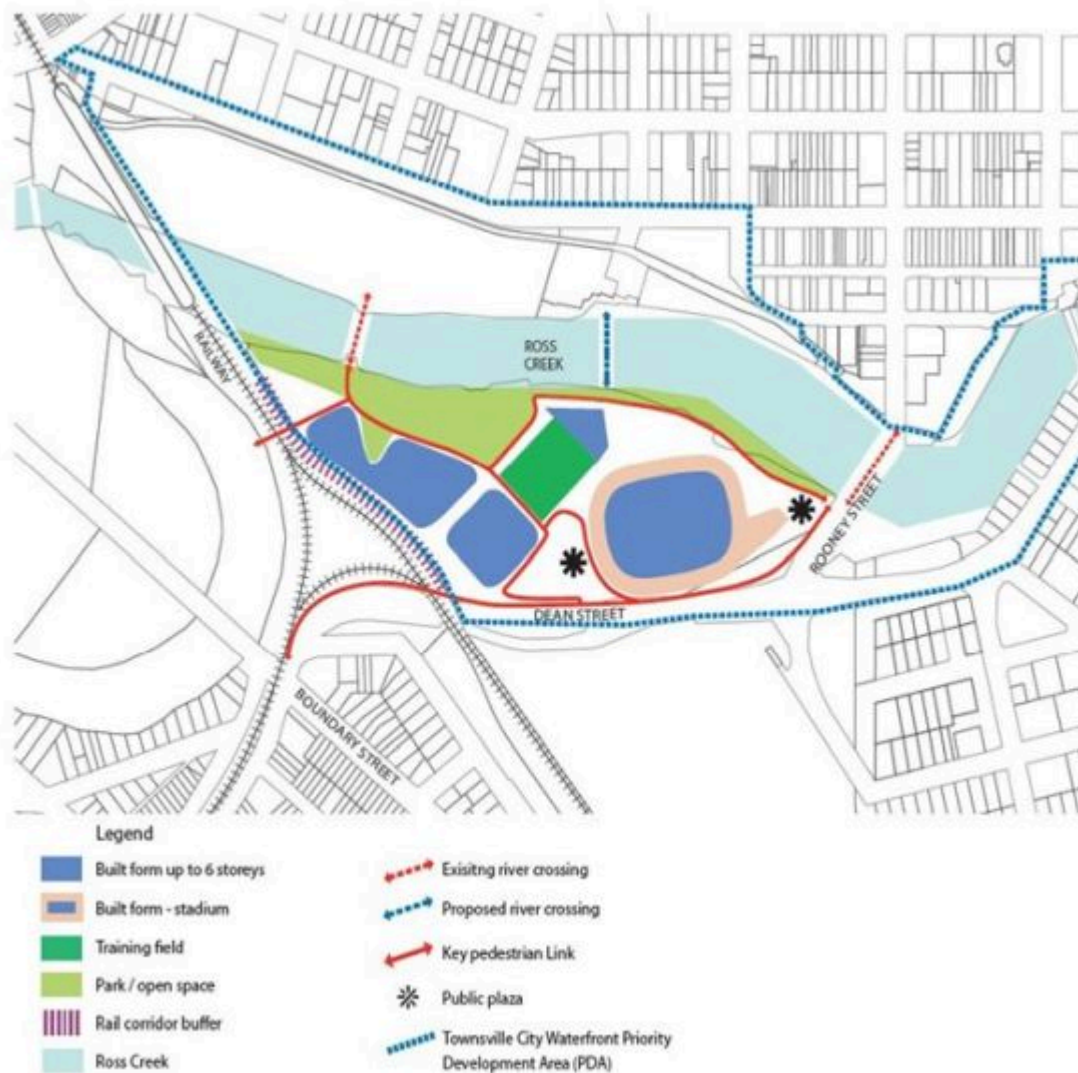 RAILWAY
ROSS
CREEK
ROONEY STREET
DEAN STREET
BOUNDARY STREET
Legend
Built form up to 6 storeys
Built form - stadium
Training field
Park / open space
Rail corridor buffer
Ross Creek
Exisitng river crossing
Proposed river crossing
Key pedestrian Link
Public plaza
Townsville City Waterfront Priority
Development Area (PDA)